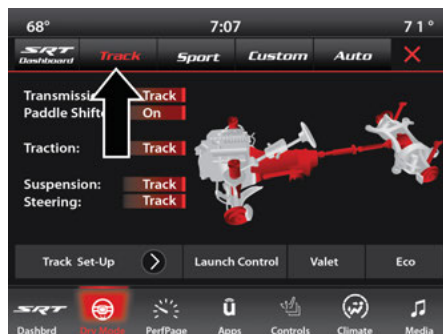 68° 7:07 71°
SRT Dashboard Track Sport Custom Auto
Track
Paddle Shift On
Traction: Track
Suspension: Track
Steering: Track
Track Set-Up Launch Control Valet Eco
SRT
Dashbrd Drv Mode PerfPage Apps Controls Climate Media